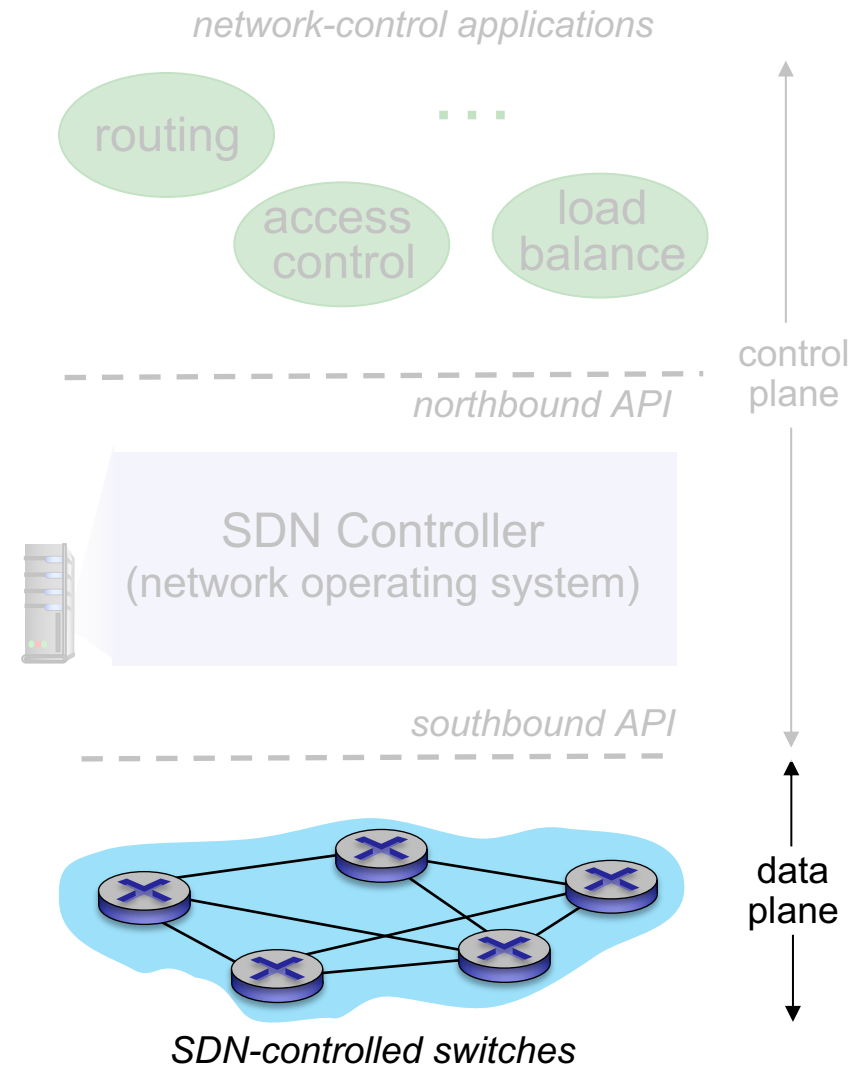 network-control applications
routing
. . .
access
control
load
balance
control
plane
northbound API
SDN Controller
(network operating system)
southbound API
data
plane
SDN-controlled switches